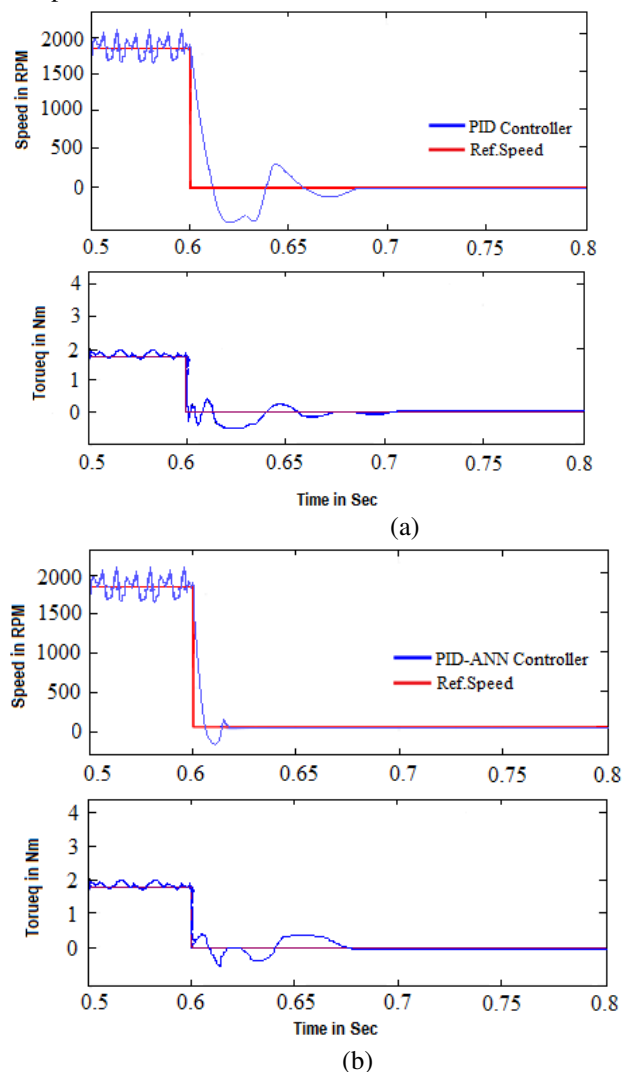 2000
1500
1000
500
0
Speed in RPM
PID Controller
Ref.Speed
0.5 0.6 0.65 0.7 0.75 0.8
4
3
2
1
0
Torueq in Nm
0.5 0.6 0.65 0.7 0.75 0.8
Time in Sec
(a)
2000
1500
1000
500
0
Speed in RPM
PID-ANN Controller
Ref.Speed
0.5 0.6 0.65 0.7 0.75 0.8
4
3
2
1
0
Torueq in Nm
0.5 0.6 0.65 0.7 0.75 0.8
Time in Sec
(b)